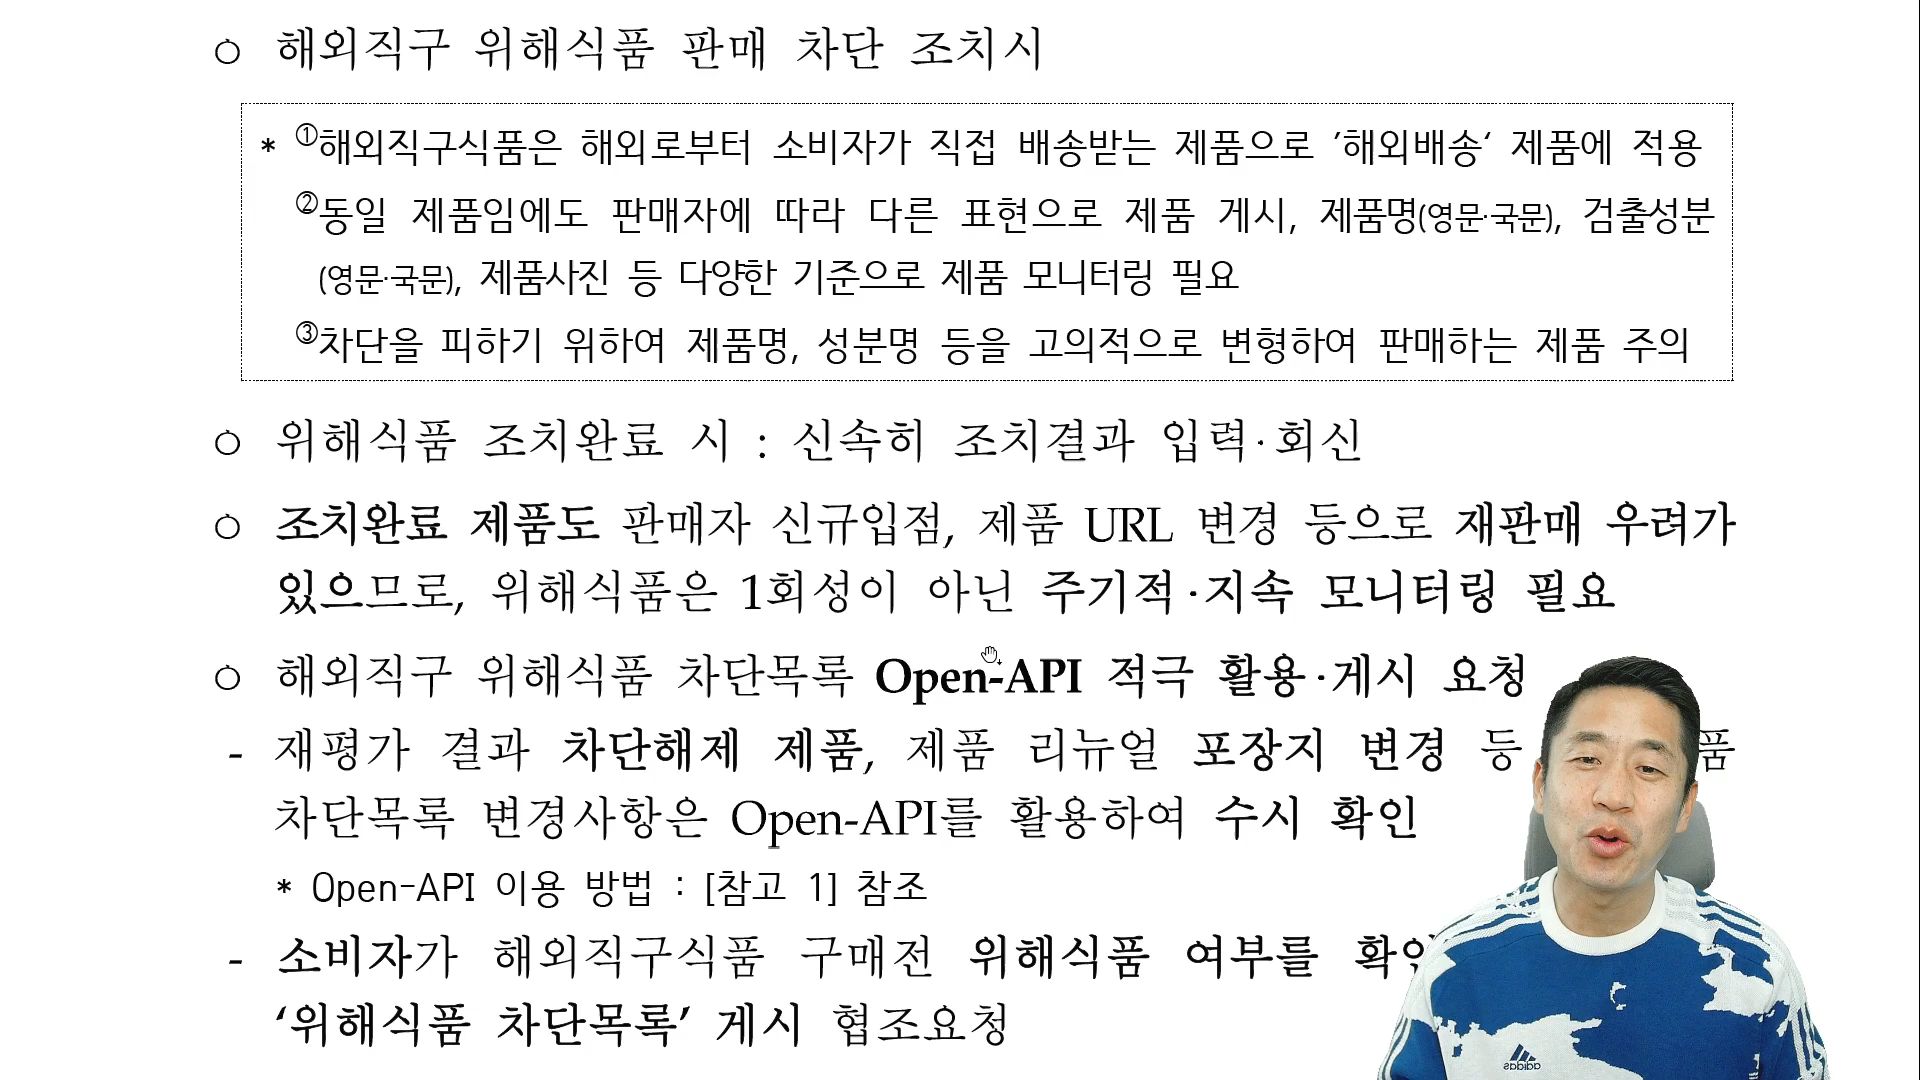 ○ 해외직구 위해식품 판매 차단 조치시
* ①해외직구식품은 해외로부터 소비자가 직접 배송받는 제품으로 ’해외배송‘ 제품에 적용
②동일 제품임에도 판매자에 따라 다른 표현으로 제품 게시, 제품명(영문·국문), 검출성분
(영문·국문), 제품사진 등 다양한 기준으로 제품 모니터링 필요
③차단을 피하기 위하여 제품명, 성분명 등을 고의적으로 변형하여 판매하는 제품 주의
○ 위해식품 조치완료 시 : 신속히 조치결과 입력·회신
○ 조치완료 제품도 판매자 신규입점, 제품 URL 변경 등으로 재판매 우려가
있으므로, 위해식품은 1회성이 아닌 주기적·지속 모니터링 필요
○ 해외직구 위해식품 차단목록 Open-API 적극 활용·게시 요청
- 재평가 결과 차단해제 제품, 제품 리뉴얼 포장지 변경 등 품
차단목록 변경사항은 Open-API를 활용하여 수시 확인
* Open-API 이용 방법 : [참고 1] 참조
- 소비자가 해외직구식품 구매전 위해식품 여부를 확인
‘위해식품 차단목록’ 게시 협조요청
adidas